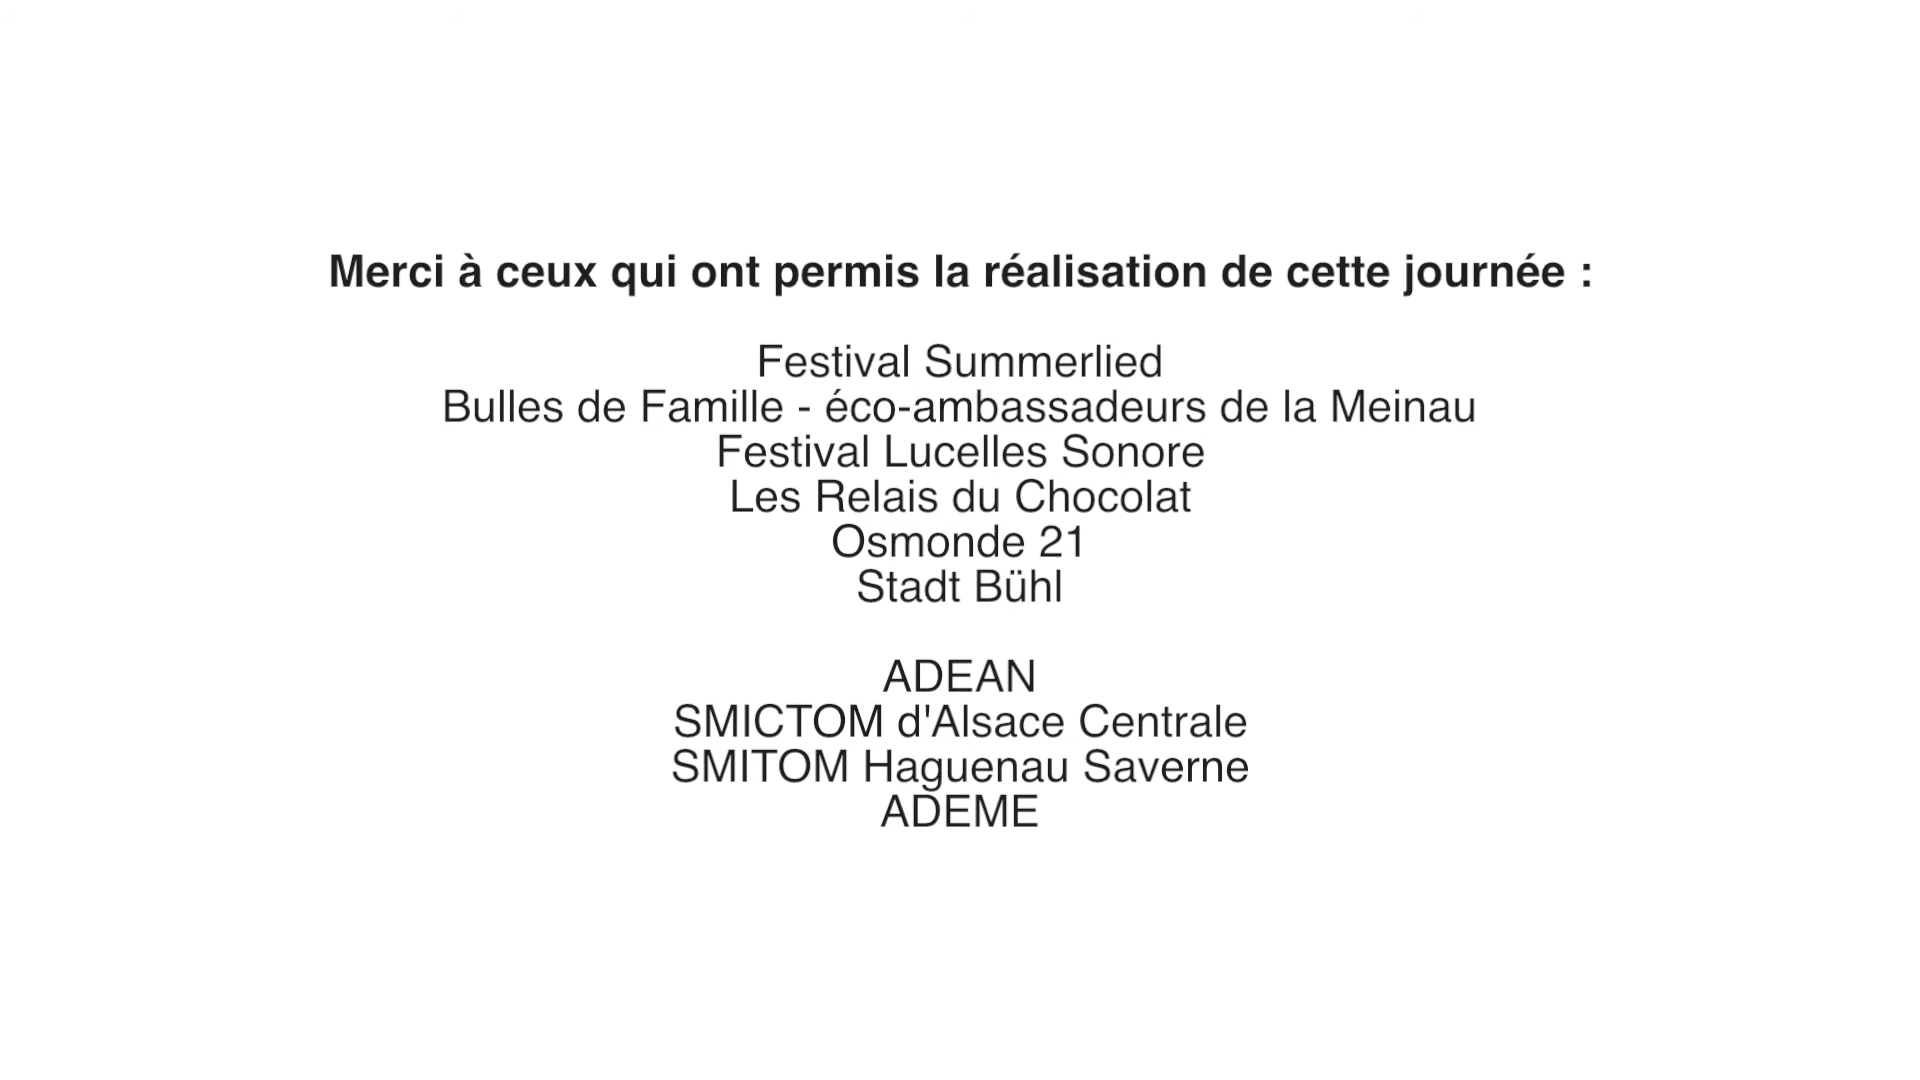 Merci à ceux qui ont permis la réalisation de cette journée :
Festival Summerlied
Bulles de Famille - éco-ambassadeurs de la Meinau
Festival Lucelles Sonore
Les Relais du Chocolat
Osmonde 21
Stadt Bühl
ADEAN
SMICTOM d'Alsace Centrale
SMITOM Haguenau Saverne
ADEME